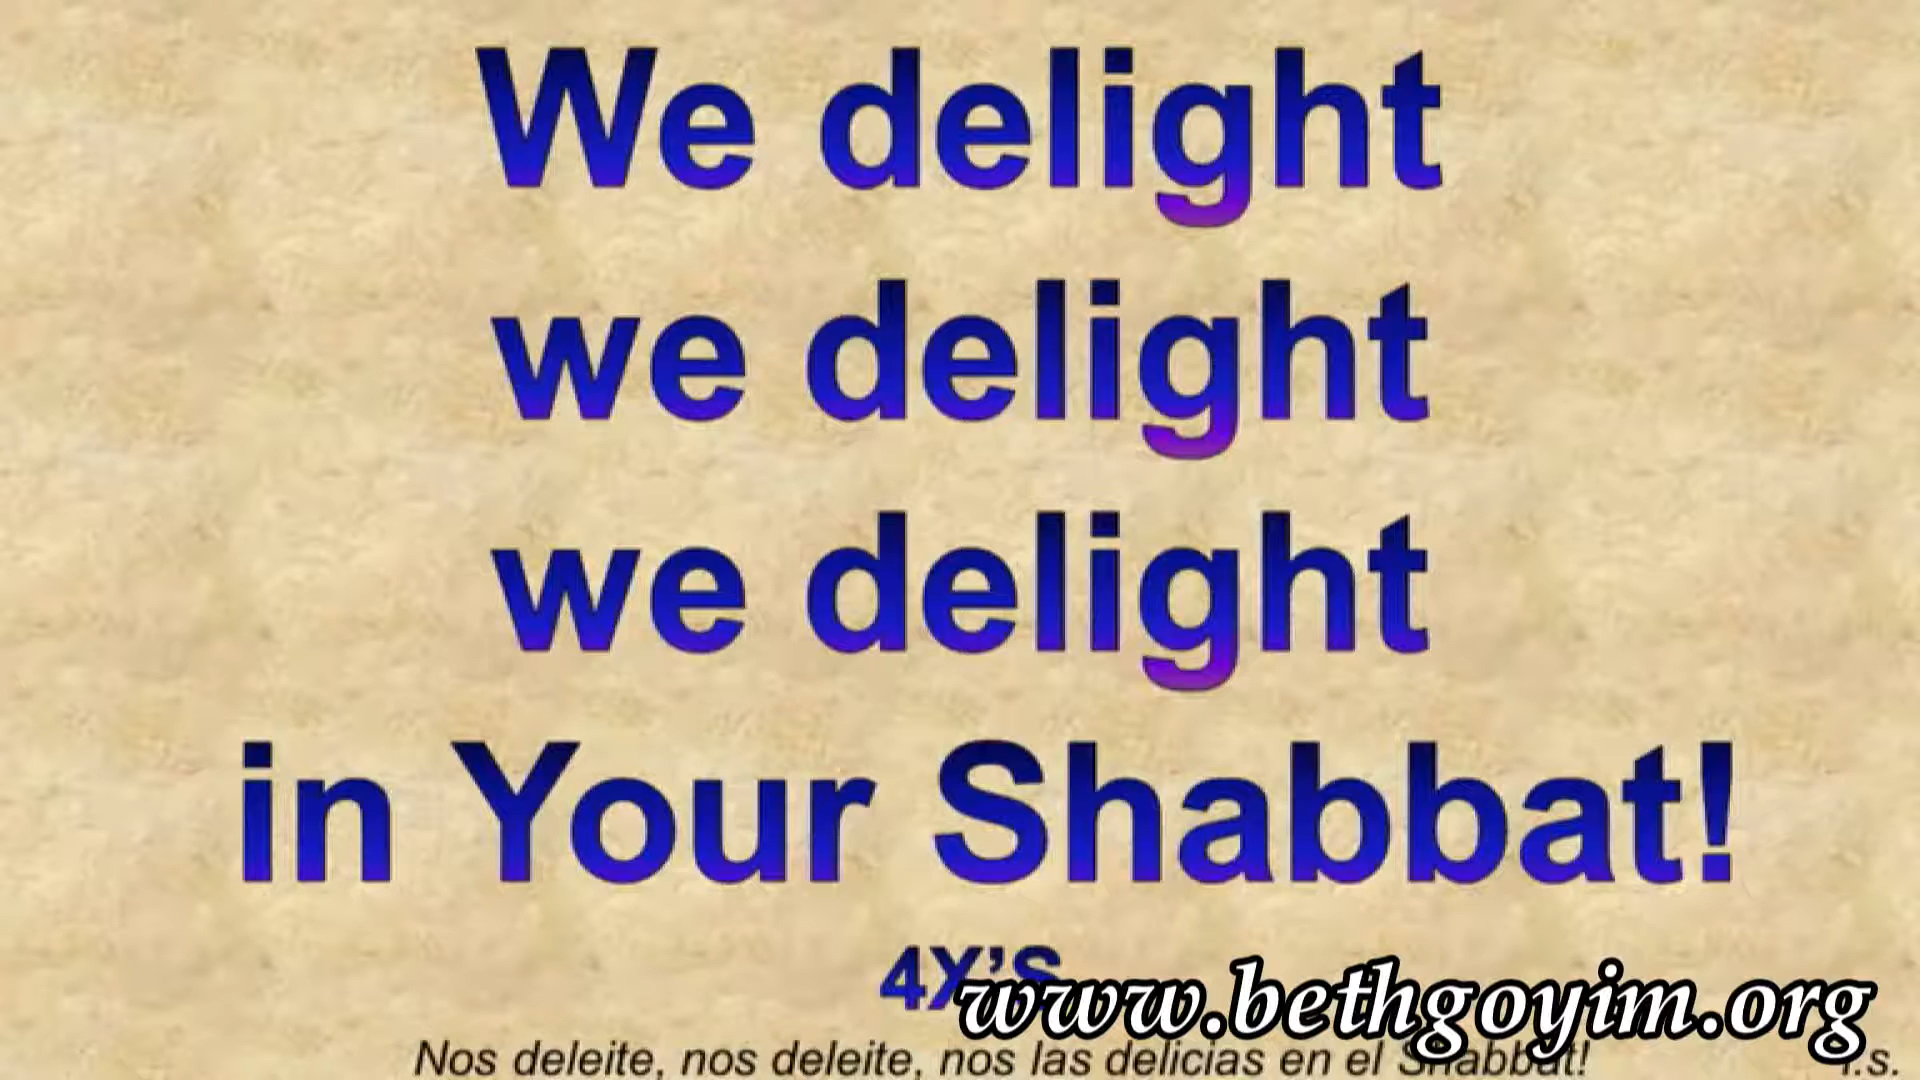 We delight
we delight
we delight
in Your Shabbat!
4X'S
www.bethgoyim.org
Nos deleite, nos deleite, nos las delicias en el Shabbat!